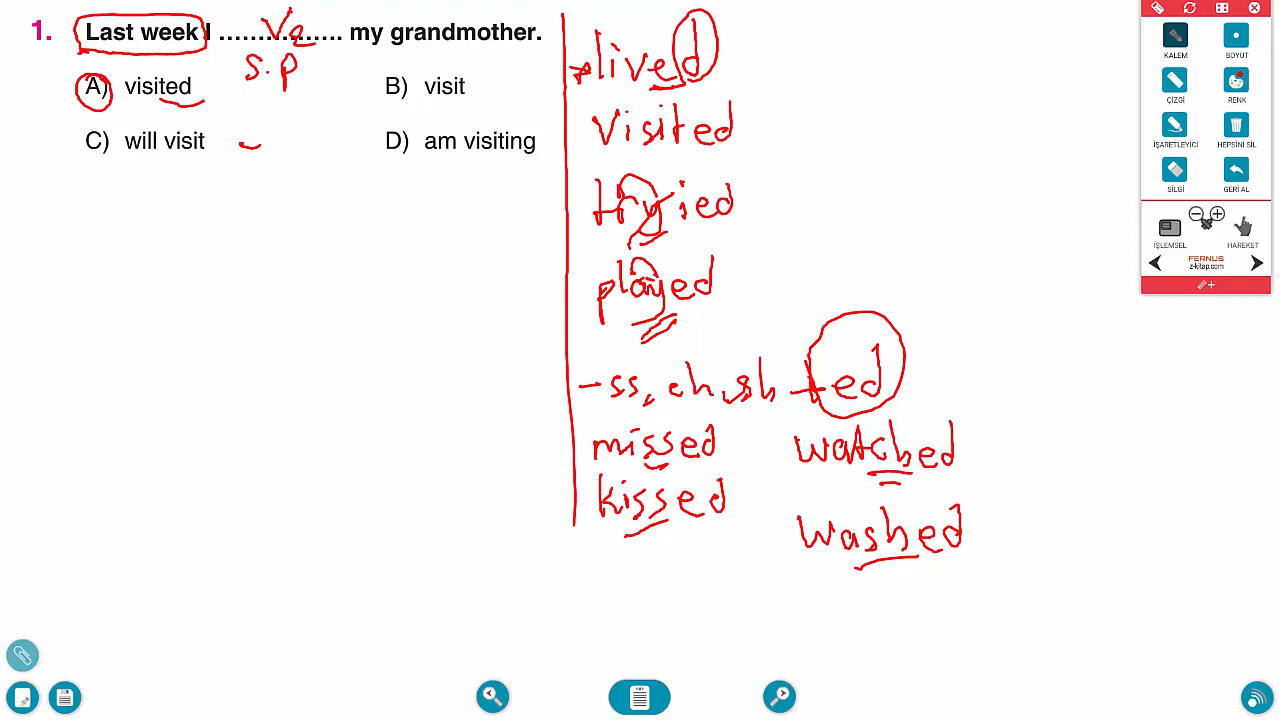 1. Last week I ................ my grandmother.
V2
s.p
A) visited B) visit
C) will visit D) am visiting
lived
visited
tryied
played
-ss, ch, sh +ed
missed watched
kissed washed
KALEM BOYUT
ÇİZGİ RENK
İŞARETLEYİCİ HEPSİNİ SİL
SİLGİ GERİ AL
İŞLEMSEL HAREKET
FERNUS
z-kitap.com